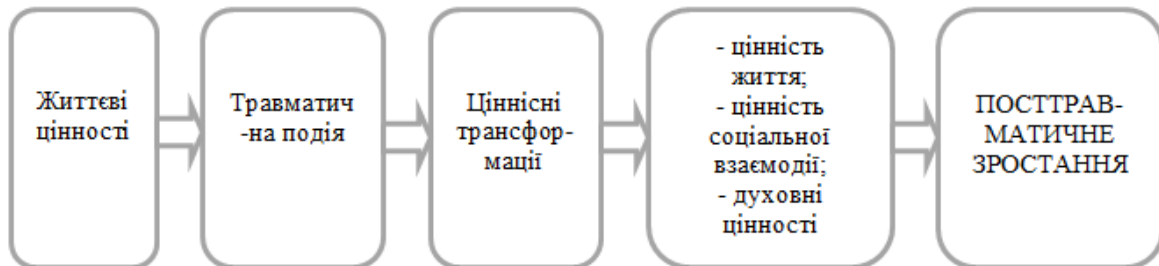 Життєві
цінності
Травматич
-на подія
Ціннісні
трансфор-
мації
- цінність
життя;
- цінність
соціальної
взаємодії;
- духовні
цінності
ПОСТТРАВ-
МАТИЧНЕ
ЗРОСТАННЯ